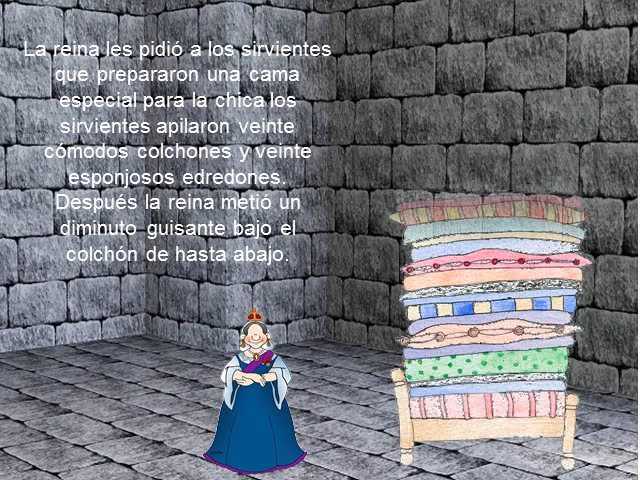 La reina les pidió a los sirvientes
que prepararon una cama
especial para la chica los
sirvientes apilaron veinte
cómodos colchones y veinte
esponjosos edredones.
Después la reina metió un
diminuto guisante bajo el
colchón de hasta abajo.